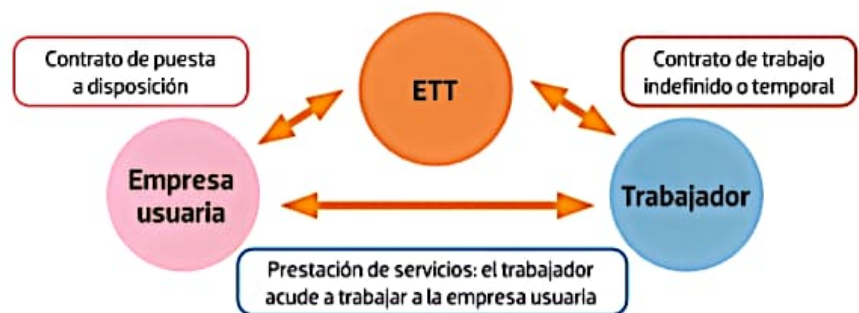 Contrato de puesta
a disposición
ETT
Contrato de trabajo
indefinido o temporal
Empresa
usuaria
Trabajador
Prestación de servicios: el trabajador
acude a trabajar a la empresa usuaria